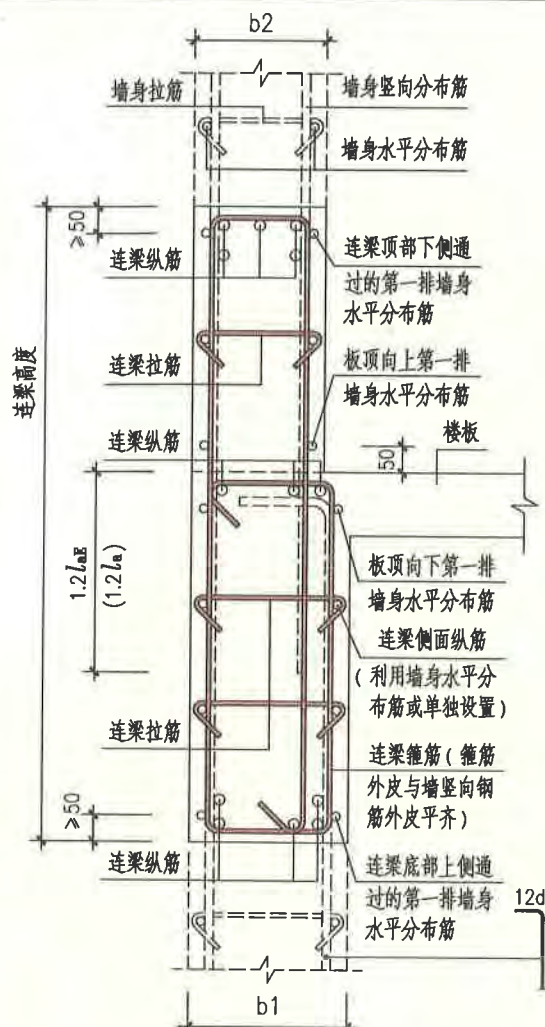 b2
墙身拉筋
墙身竖向分布筋
墙身水平分布筋
≥50
连梁纵筋
连梁顶部下侧通
过的第一排墙身
水平分布筋
连梁高度
连梁拉筋
板顶向上第一排
墙身水平分布筋
连梁纵筋
50
楼板
1.2laE
(1.2la)
板顶向下第一排
墙身水平分布筋
连梁侧面纵筋
(利用墙身水平分
布筋或单独设置)
连梁拉筋
连梁箍筋(箍筋
外皮与墙竖向钢
筋外皮平齐)
≥50
连梁纵筋
连梁底部上侧通
过的第一排墙身
水平分布筋
12d
b1